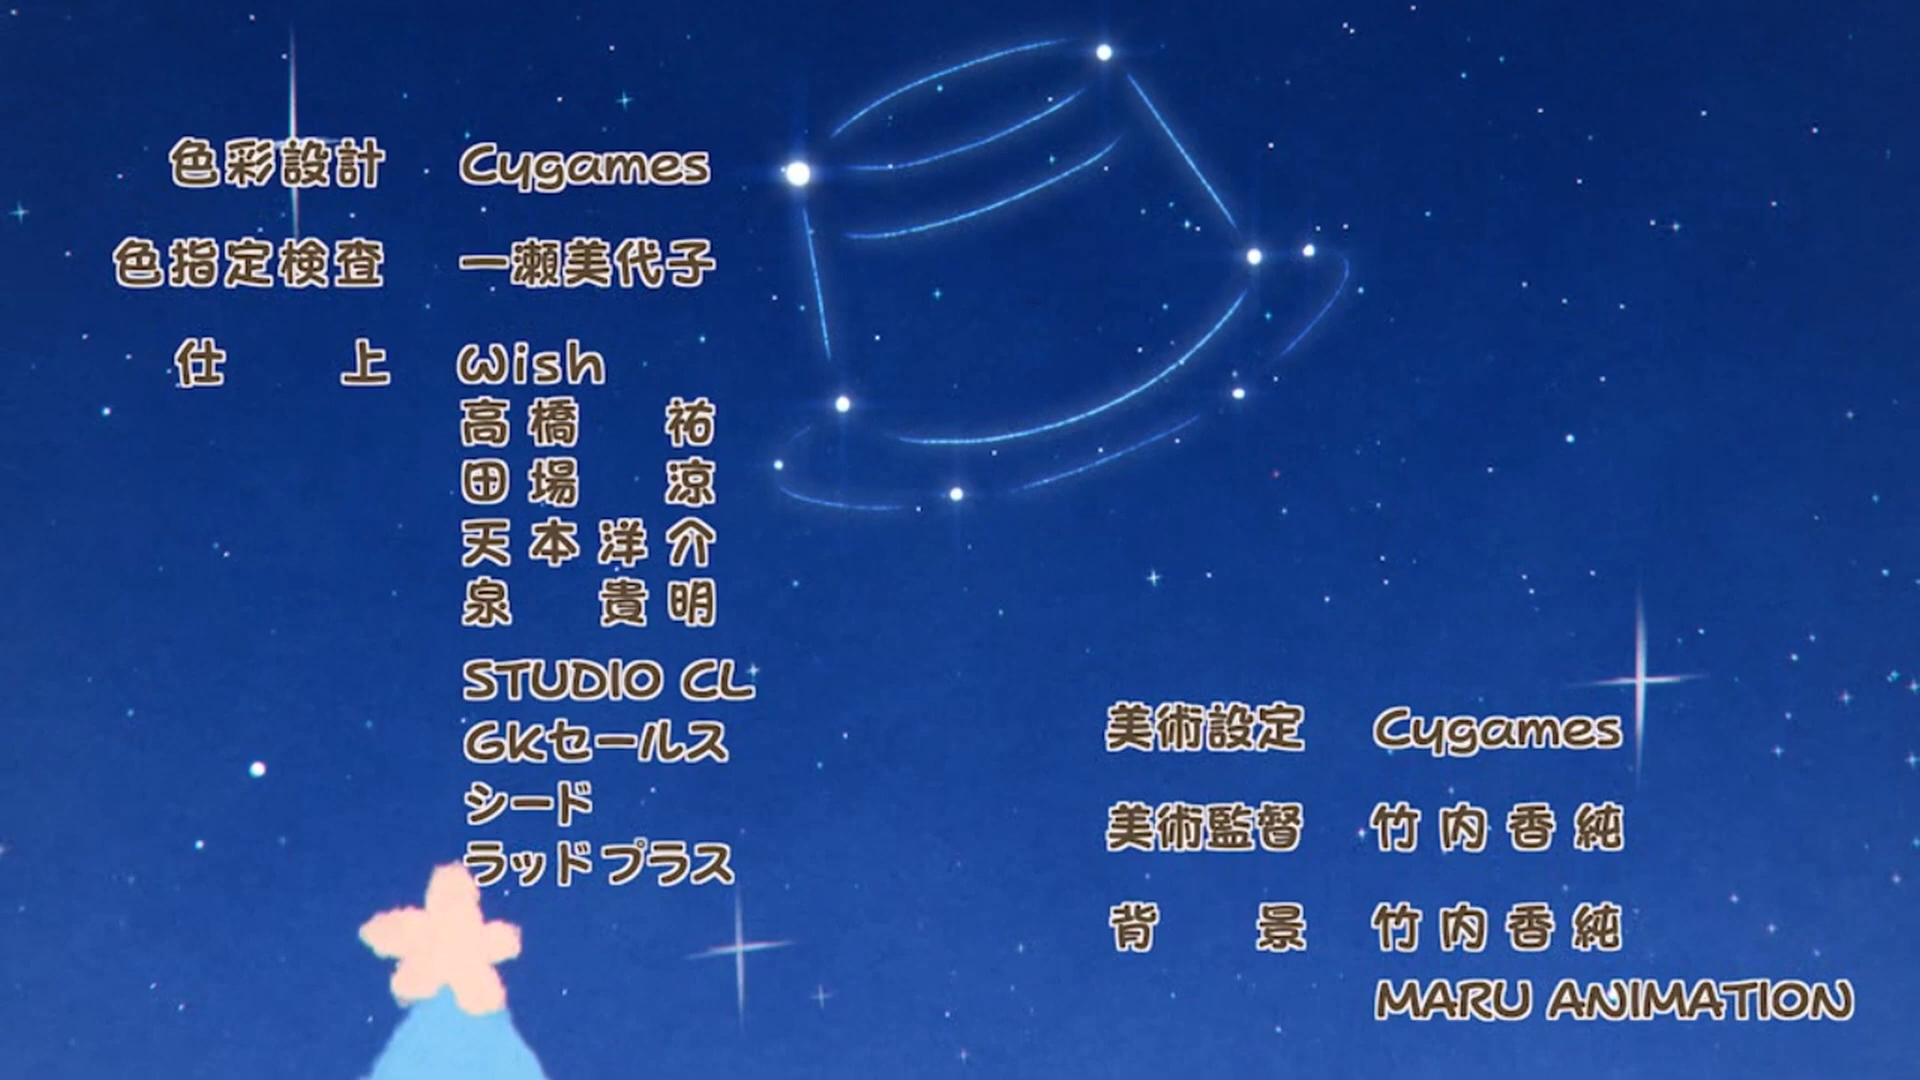 色彩設計 Cygames
色指定検査 一瀬美代子
仕上 Wish
高橋 祐
田場 涼
天本洋介
泉 貴明
STUDIO CL
GKセールス
シード
ラッドプラス
美術設定 Cygames
美術監督 竹内香純
背景 竹内香純
MARU ANIMATION